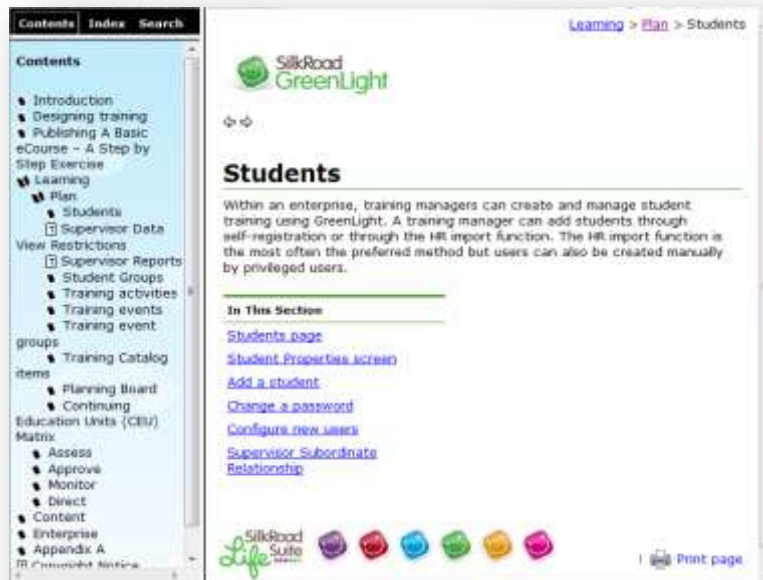 Contents Index Search
Contents
Introduction
Designing training
Publishing A Basic
eCourse – A Step by
Step Exercise
Learning
Plan
Students
Supervisor Data
View Restrictions
Supervisor Reports
Student Groups
Training activities
Training events
Training event
groups
Training Catalog
items
Planning Board
Continuing
Education Units (CEU)
Matrix
Assess
Approve
Monitor
Direct
Content
Enterprise
Appendix A
Copyright Notice
Learning > Plan > Students
SilkRoad
GreenLight
Students
Within an enterprise, training managers can create and manage student
training using GreenLight. A training manager can add students through
self-registration or through the HR import function. The HR import function is
the most often the preferred method but users can also be created manually
by privileged users.
In This Section
Students page
Student Properties screen
Add a student
Change a password
Configure new users
Supervisor Subordinate
Relationship
SilkRoad
Life Suite
Print page